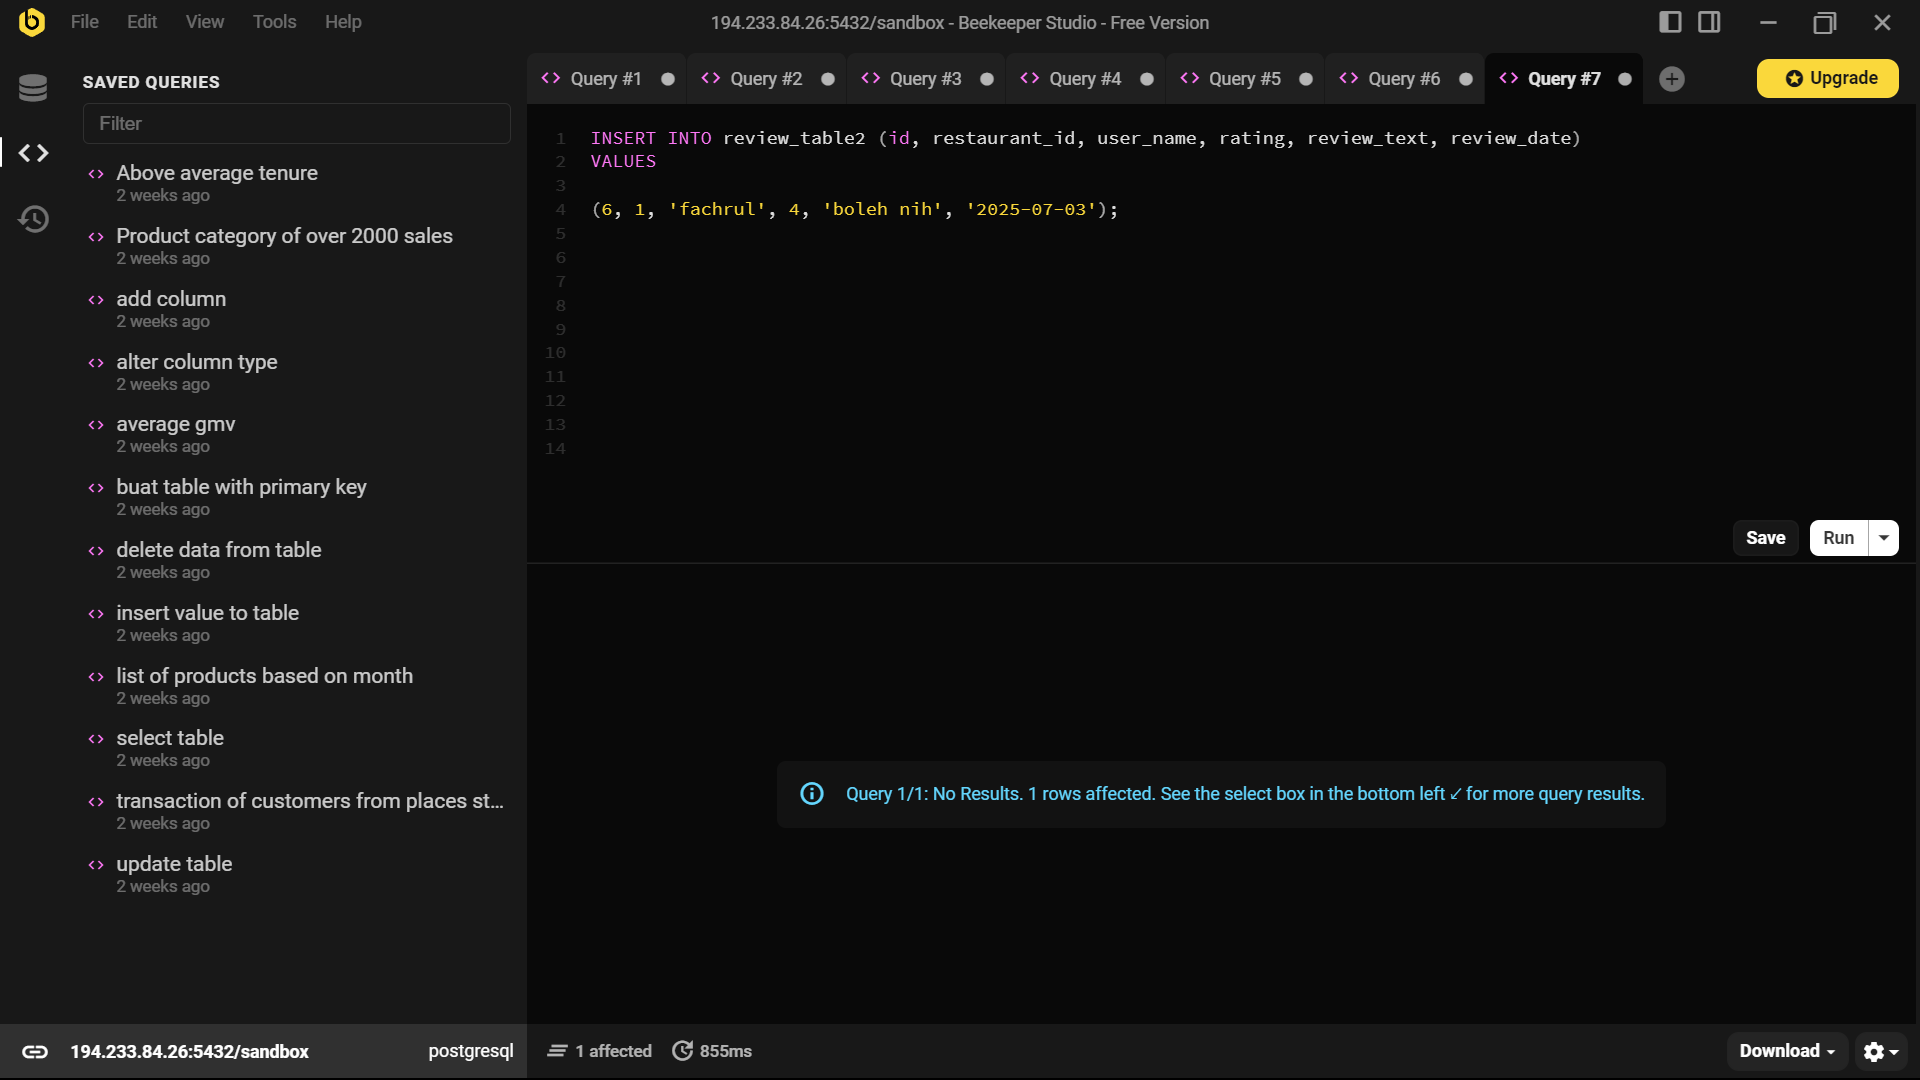 File Edit View Tools Help
194.233.84.26:5432/sandbox - Beekeeper Studio - Free Version
SAVED QUERIES
Filter
Above average tenure
2 weeks ago
Product category of over 2000 sales
2 weeks ago
add column
2 weeks ago
alter column type
2 weeks ago
average gmv
2 weeks ago
buat table with primary key
2 weeks ago
delete data from table
2 weeks ago
insert value to table
2 weeks ago
list of products based on month
2 weeks ago
select table
2 weeks ago
transaction of customers from places st...
2 weeks ago
update table
2 weeks ago
Query #1 Query #2 Query #3 Query #4 Query #5 Query #6 Query #7
Upgrade
1 INSERT INTO review_table2 (id, restaurant_id, user_name, rating, review_text, review_date)
2 VALUES
3
4 (6, 1, 'fachrul', 4, 'boleh nih', '2025-07-03');
5
6
7
8
9
10
11
12
13
14
Save Run
Query 1/1: No Results. 1 rows affected. See the select box in the bottom left ↙ for more query results.
194.233.84.26:5432/sandbox postgresql
1 affected 855ms
Download